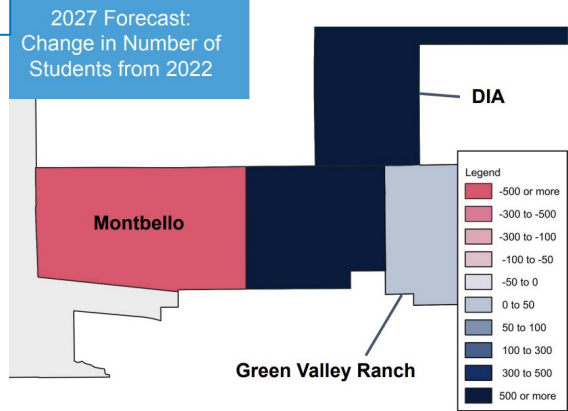 2027 Forecast:
Change in Number of
Students from 2022
DIA
Montbello
Green Valley Ranch
Legend
-500 or more
-300 to -500
-300 to -100
-100 to -50
-50 to 0
0 to 50
50 to 100
100 to 300
300 to 500
500 or more